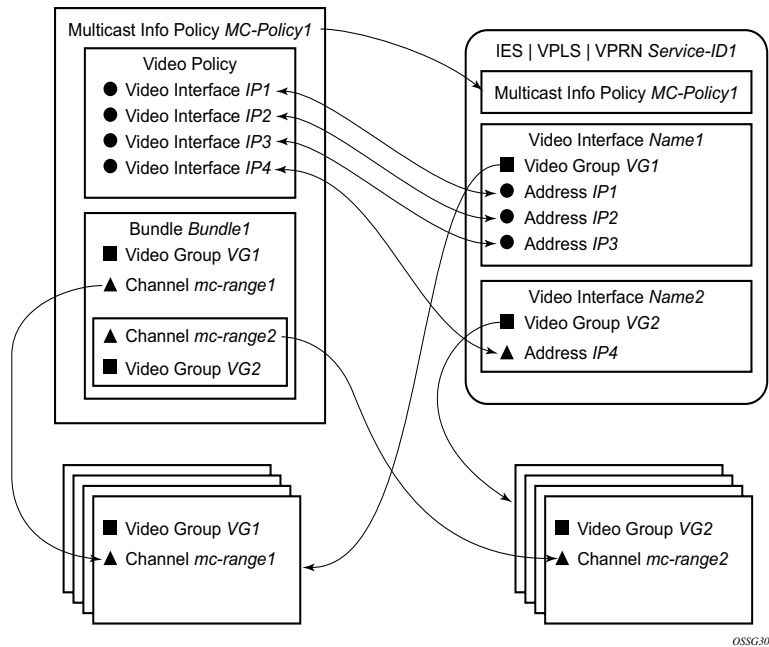 Multicast Info Policy MC-Policy1
Video Policy
Video Interface IP1
Video Interface IP2
Video Interface IP3
Video Interface IP4
Bundle Bundle1
Video Group VG1
Channel mc-range1
Channel mc-range2
Video Group VG2
IES | VPLS | VPRN Service-ID1
Multicast Info Policy MC-Policy1
Video Interface Name1
Video Group VG1
Address IP1
Address IP2
Address IP3
Video Interface Name2
Video Group VG2
Address IP4
Video Group VG1
Channel mc-range1
Video Group VG2
Channel mc-range2
OSSG30